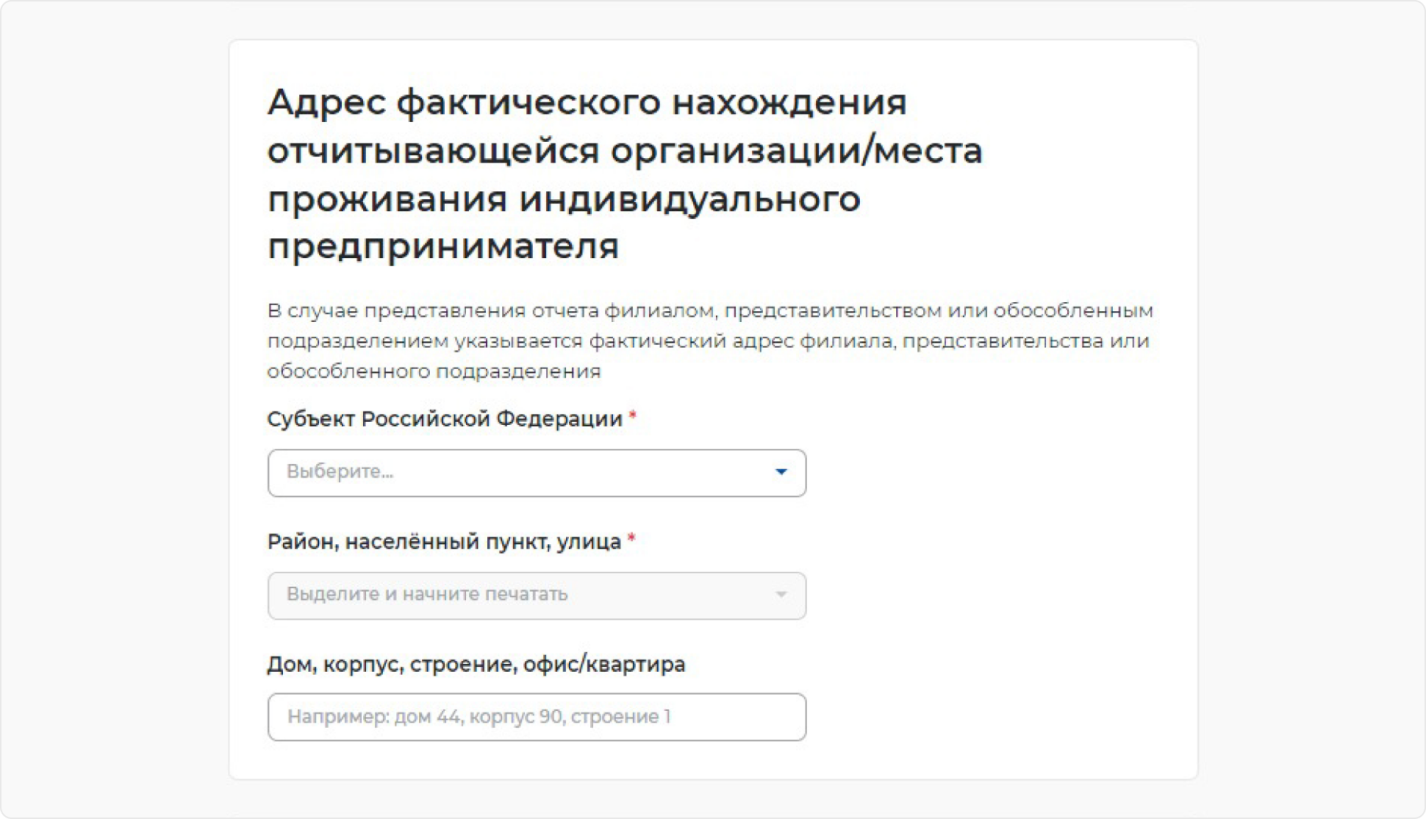 Адрес фактического нахождения
отчитывающейся организации/места
проживания индивидуального
предпринимателя
В случае представления отчета филиалом, представительством или обособленным
подразделением указывается фактический адрес филиала, представительства или
обособленного подразделения
Субъект Российской Федерации *
Выберите...
Район, населённый пункт, улица *
Выделите и начните печатать
Дом, корпус, строение, офис/квартира
Например: дом 44, корпус 90, строение 1